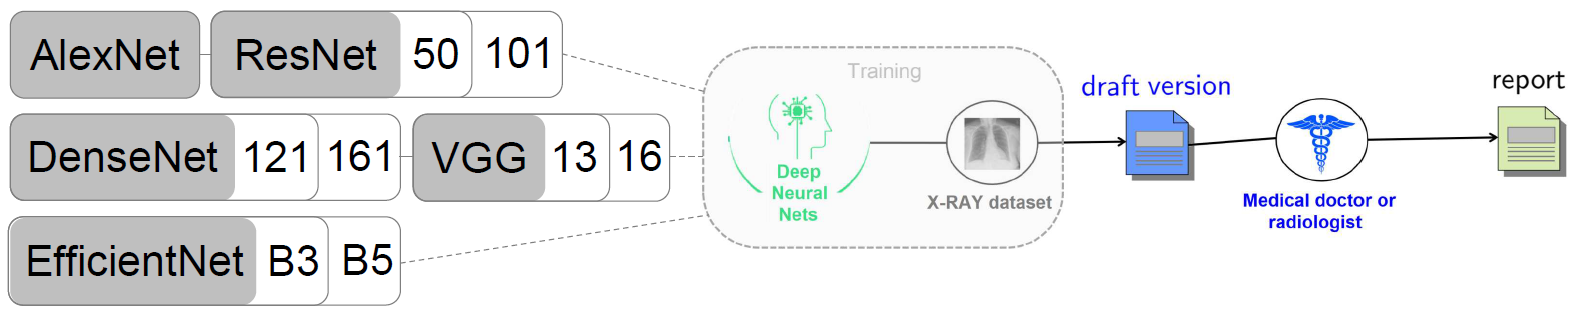 AlexNet ResNet 50 101
DenseNet 121 161 VGG 13 16
EfficientNet B3 B5
Training
Deep
Neural
Nets
X-RAY dataset
draft version
Medical doctor or
radiologist
report